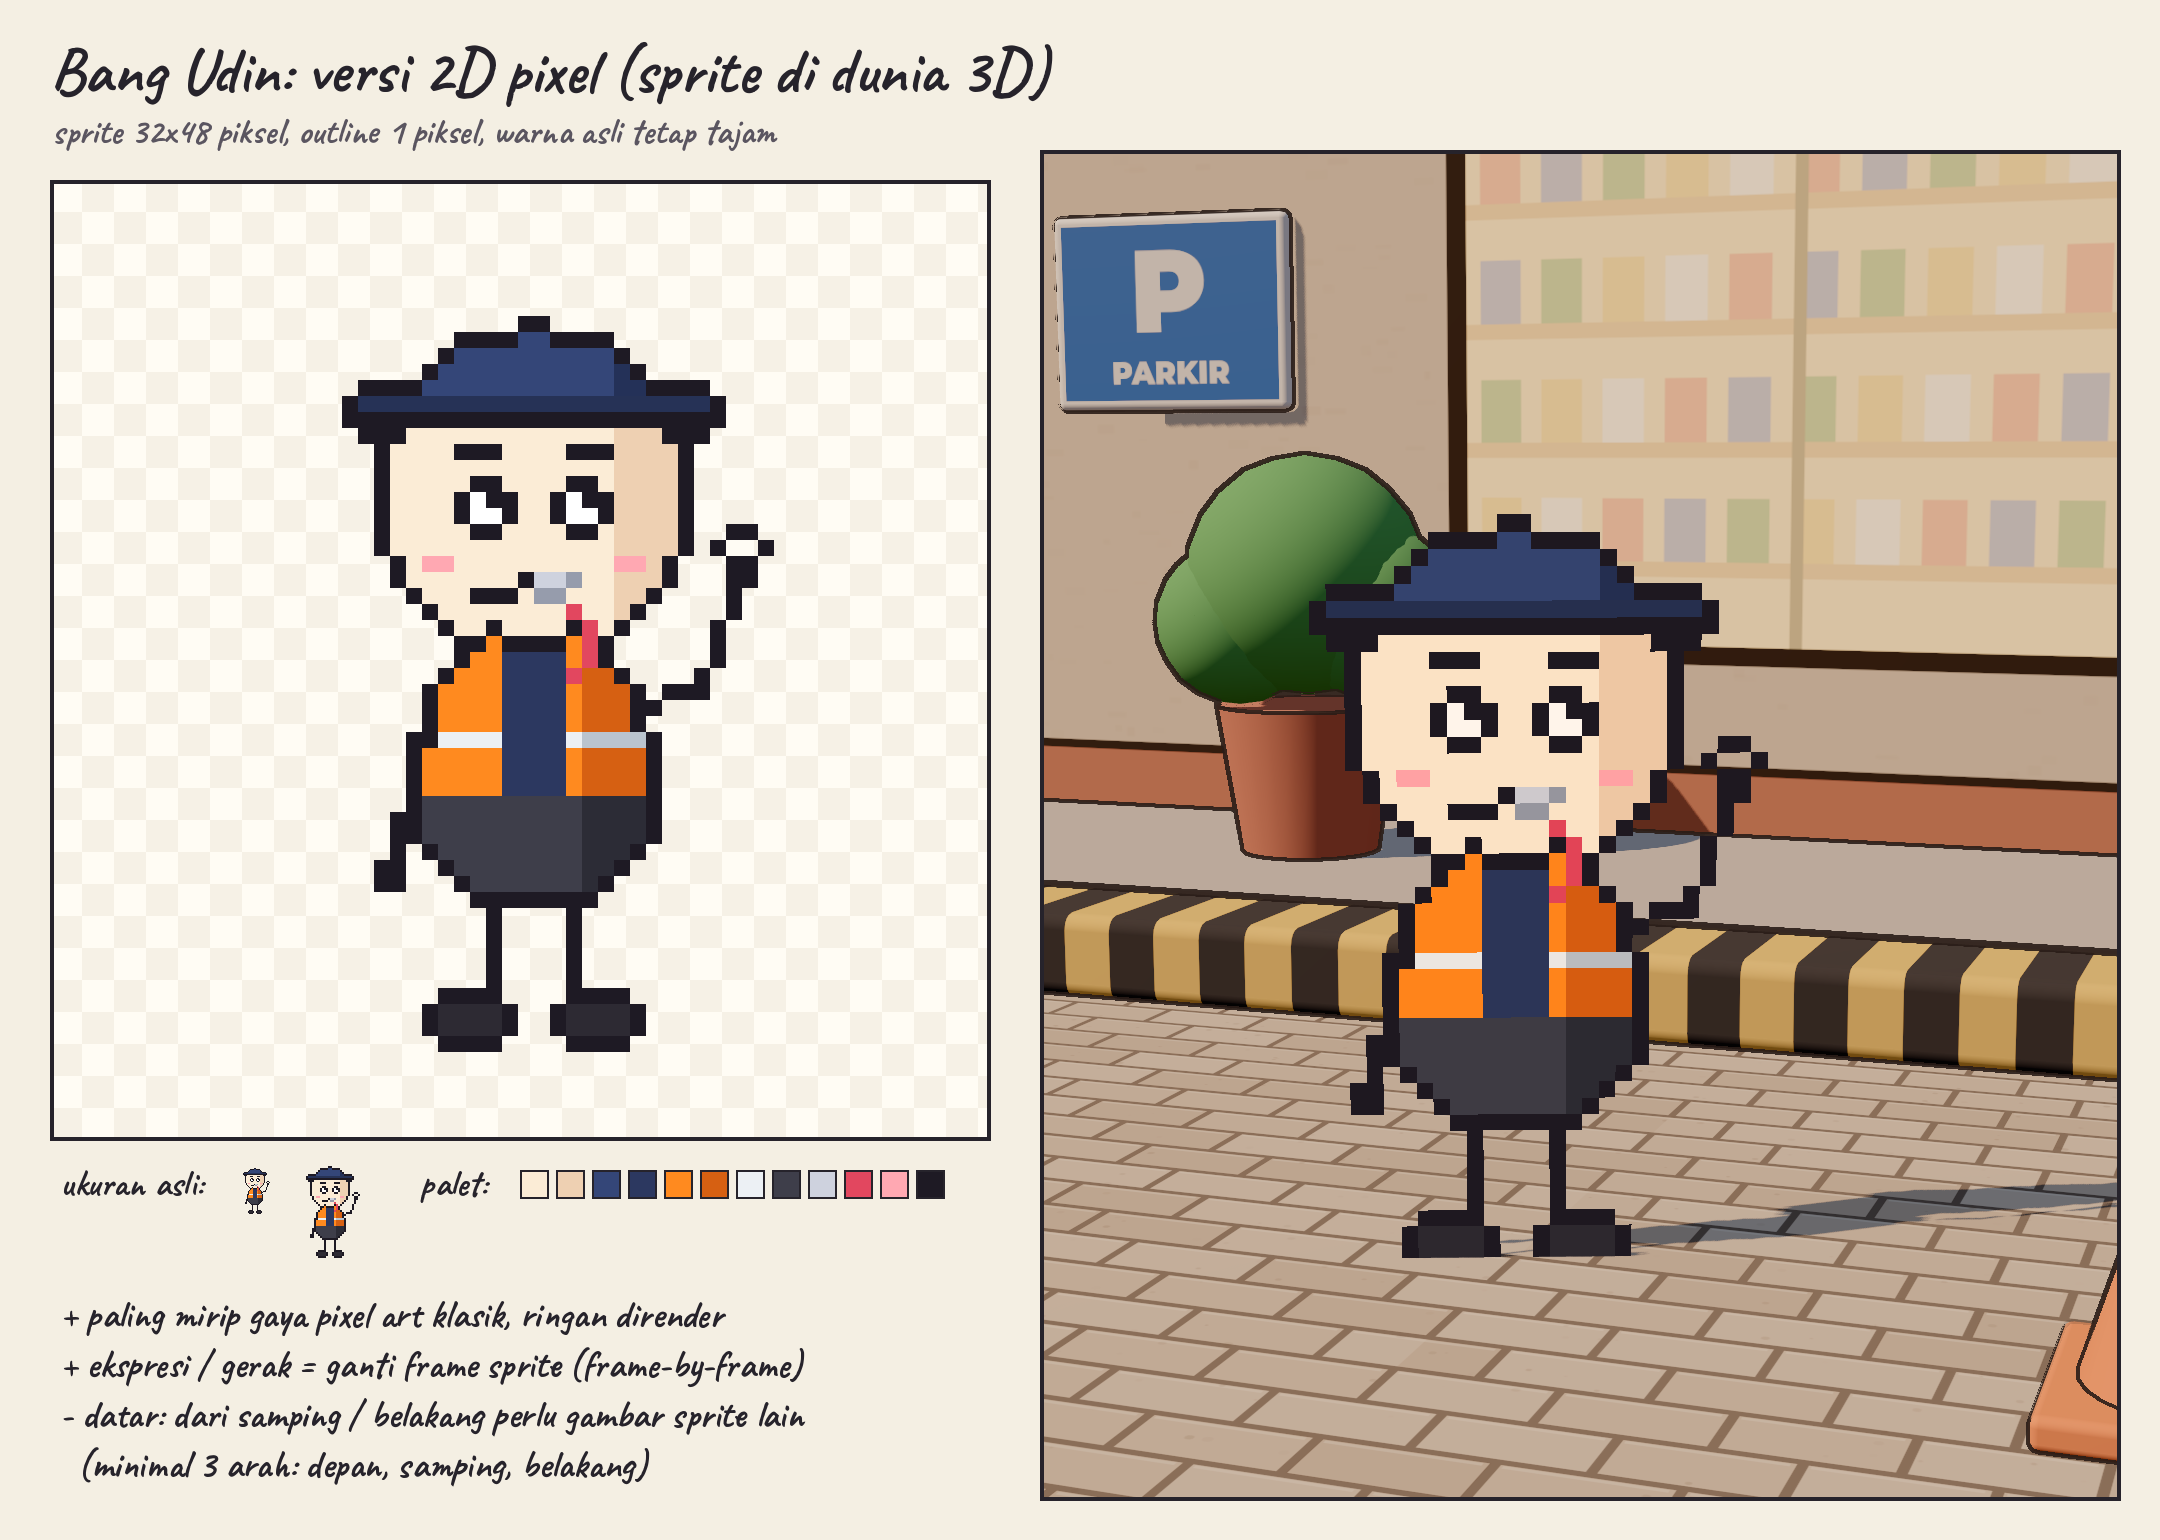 Bang Udin: versi 2D pixel (sprite di dunia 3D)
sprite 32x48 piksel, outline 1 piksel, warna asli tetap tajam
P
PARKIR
ukuran asli:
palet:
+ paling mirip gaya pixel art klasik, ringan dirender
+ ekspresi / gerak = ganti frame sprite (frame-by-frame)
- datar: dari samping / belakang perlu gambar sprite lain
(minimal 3 arah: depan, samping, belakang)